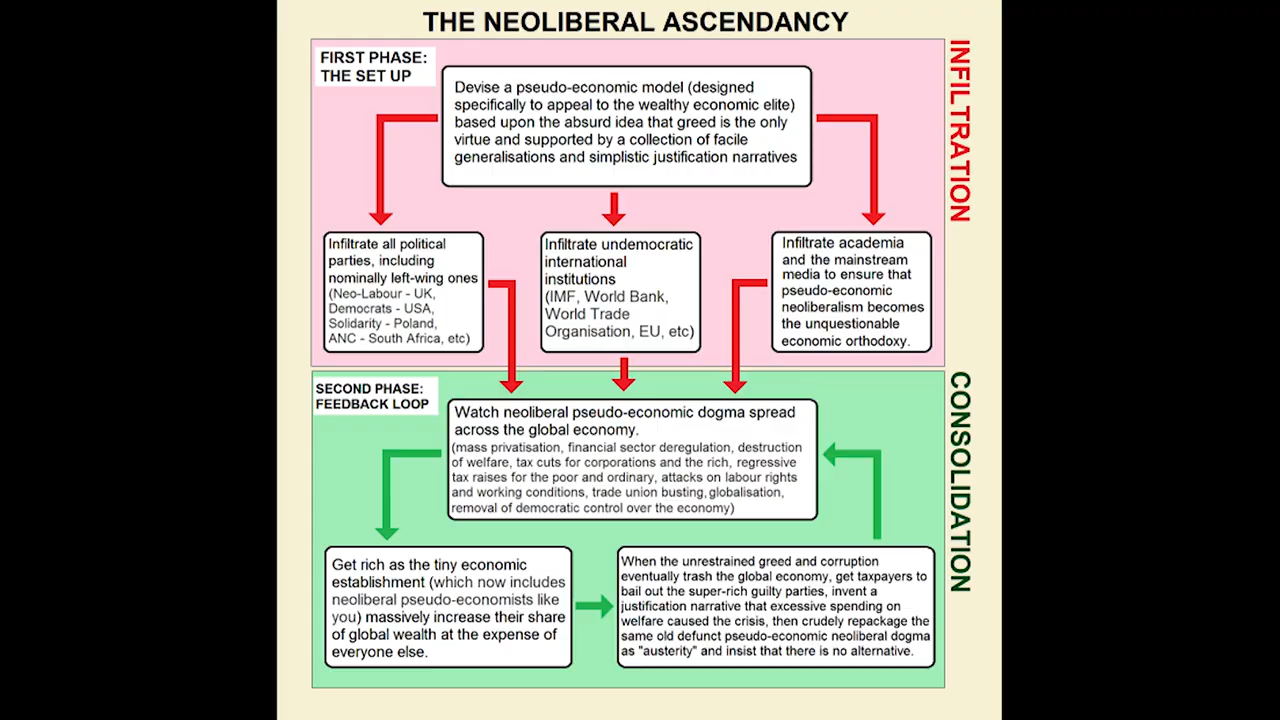 THE NEOLIBERAL ASCENDANCY
FIRST PHASE:
THE SET UP
INFILTRATION
Devise a pseudo-economic model (designed
specifically to appeal to the wealthy economic elite)
based upon the absurd idea that greed is the only
virtue and supported by a collection of facile
generalisations and simplistic justification narratives
Infiltrate all political
parties, including
nominally left-wing ones
(Neo-Labour - UK,
Democrats - USA,
Solidarity - Poland,
ANC - South Africa, etc)
Infiltrate undemocratic
international
institutions
(IMF, World Bank,
World Trade
Organisation, EU, etc)
Infiltrate academia
and the mainstream
media to ensure that
pseudo-economic
neoliberalism becomes
the unquestionable
economic orthodoxy.
SECOND PHASE:
FEEDBACK LOOP
CONSOLIDATION
Watch neoliberal pseudo-economic dogma spread
across the global economy.
(mass privatisation, financial sector deregulation, destruction
of welfare, tax cuts for corporations and the rich, regressive
tax raises for the poor and ordinary, attacks on labour rights
and working conditions, trade union busting, globalisation,
removal of democratic control over the economy)
Get rich as the tiny economic
establishment (which now includes
neoliberal pseudo-economists like
you) massively increase their share
of global wealth at the expense of
everyone else.
When the unrestrained greed and corruption
eventually trash the global economy, get taxpayers to
bail out the super-rich guilty parties, invent a
justification narrative that excessive spending on
welfare caused the crisis, then crudely repackage the
same old defunct pseudo-economic neoliberal dogma
as "austerity" and insist that there is no alternative.